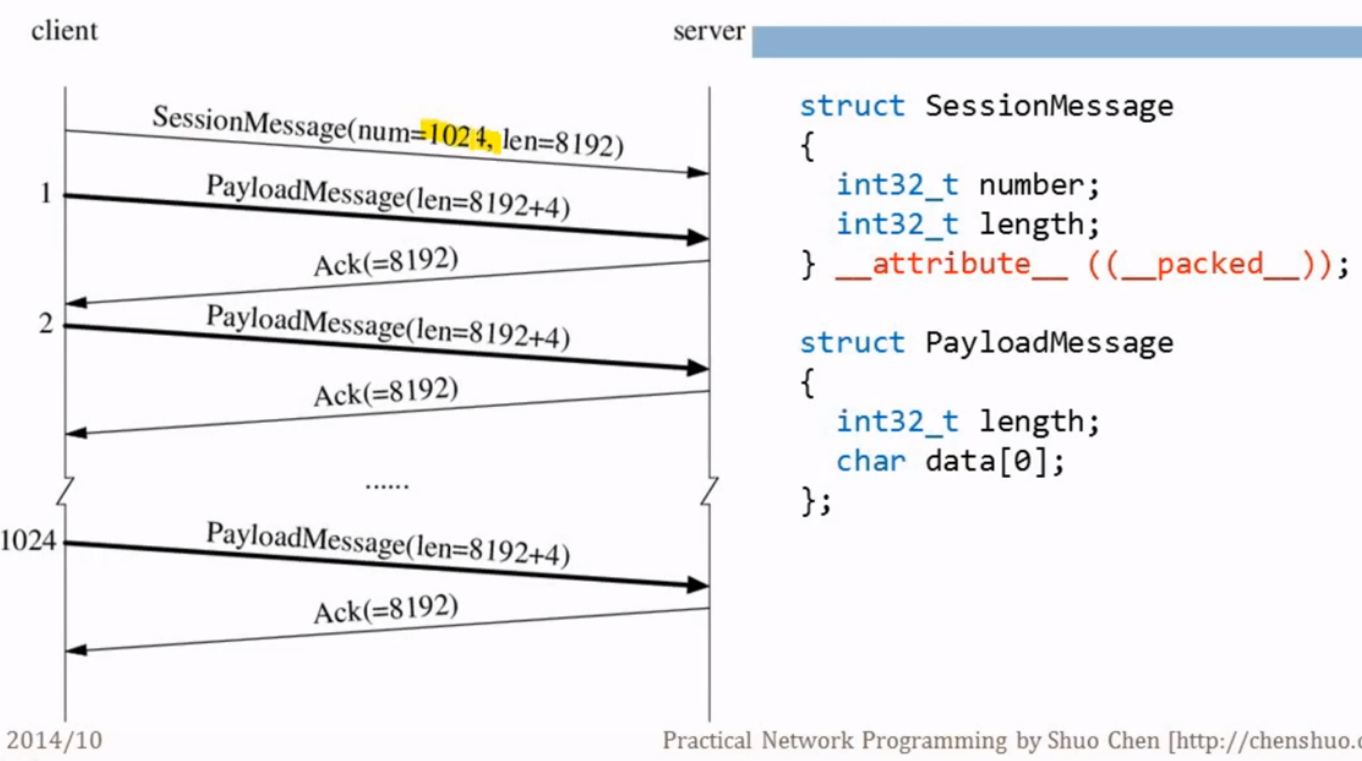 client
server
SessionMessage(num=1024, len=8192)
1
PayloadMessage(len=8192+4)
Ack(=8192)
2
PayloadMessage(len=8192+4)
Ack(=8192)
......
1024
PayloadMessage(len=8192+4)
Ack(=8192)
struct SessionMessage
{
int32_t number;
int32_t length;
} __attribute__ ((__packed__));
struct PayloadMessage
{
int32_t length;
char data[0];
};
2014/10
Practical Network Programming by Shuo Chen [http://chenshuo.c